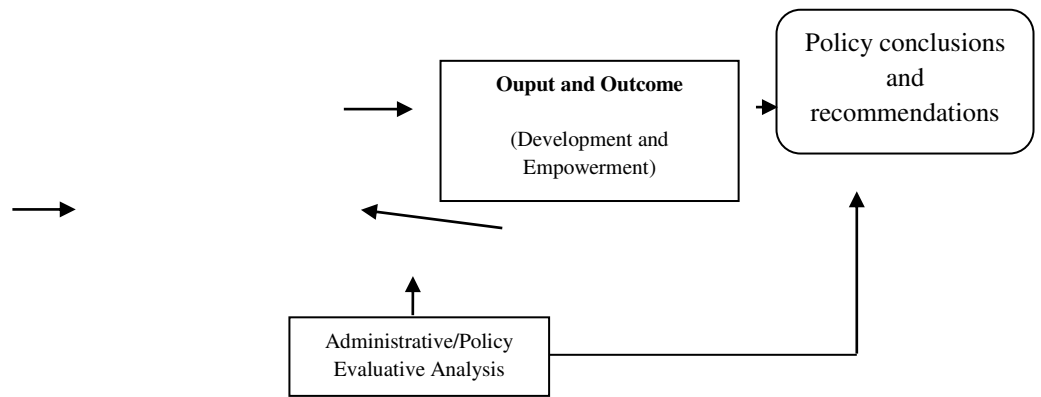 Ouput and Outcome
(Development and
Empowerment)
Policy conclusions
and
recommendations
Administrative/Policy
Evaluative Analysis